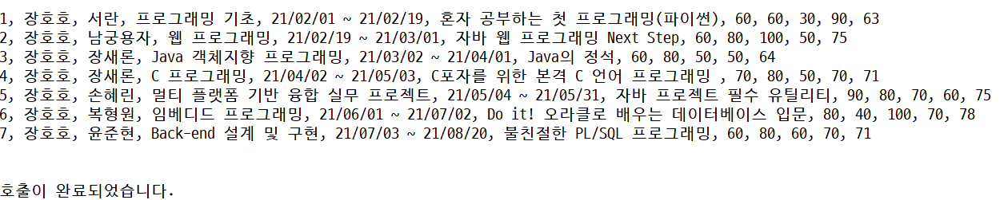 1, 장호호, 서란, 프로그래밍 기초, 21/02/01 ~ 21/02/19, 혼자 공부하는 첫 프로그래밍(파이썬), 60, 60, 30, 90, 63
2, 장호호, 남궁용자, 웹 프로그래밍, 21/02/19 ~ 21/03/01, 자바 웹 프로그래밍 Next Step, 60, 80, 100, 50, 75
3, 장호호, 장새론, Java 객체지향 프로그래밍, 21/03/02 ~ 21/04/01, Java의 정석, 60, 80, 50, 50, 64
4, 장호호, 장새론, C 프로그래밍, 21/04/02 ~ 21/05/03, C포자를 위한 본격 C 언어 프로그래밍 , 70, 80, 50, 70, 71
5, 장호호, 손혜린, 멀티 플랫폼 기반 융합 실무 프로젝트, 21/05/04 ~ 21/05/31, 자바 프로젝트 필수 유틸리티, 90, 80, 70, 60, 75
6, 장호호, 복형원, 임베디드 프로그래밍, 21/06/01 ~ 21/07/02, Do it! 오라클로 배우는 데이터베이스 입문, 80, 40, 100, 70, 78
7, 장호호, 윤준현, Back-end 설계 및 구현, 21/07/03 ~ 21/08/20, 불친절한 PL/SQL 프로그래밍, 60, 80, 60, 70, 71
호출이 완료되었습니다.